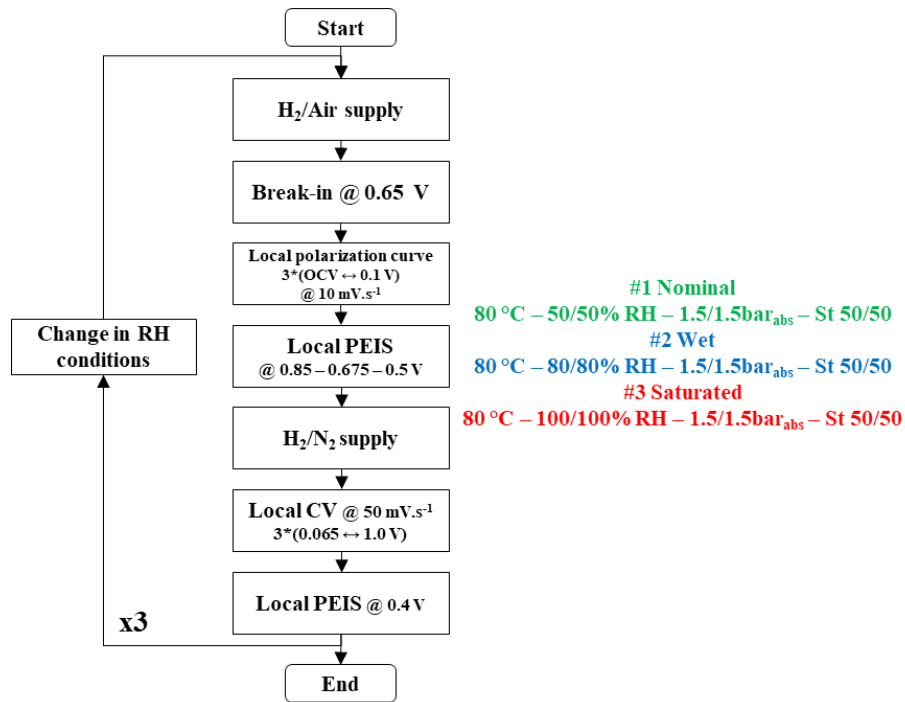 Start
H₂/Air supply
Break-in @ 0.65 V
Local polarization curve
3*(OCV ↔ 0.1 V)
@ 10 mV.s⁻¹
Local PEIS
@ 0.85 – 0.675 – 0.5 V
H₂/N₂ supply
Local CV @ 50 mV.s⁻¹
3*(0.065 ↔ 1.0 V)
Local PEIS @ 0.4 V
End
Change in RH
conditions
x3
#1 Nominal
80 °C – 50/50% RH – 1.5/1.5bar_abs – St 50/50
#2 Wet
80 °C – 80/80% RH – 1.5/1.5bar_abs – St 50/50
#3 Saturated
80 °C – 100/100% RH – 1.5/1.5bar_abs – St 50/50